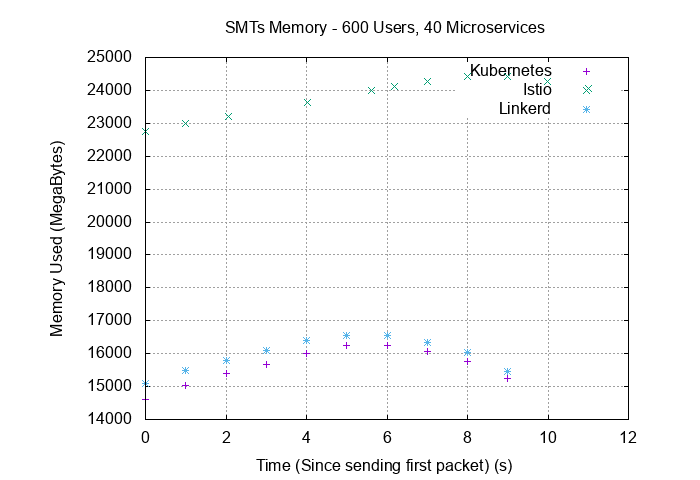 SMTs Memory - 600 Users, 40 Microservices
25000
24000
23000
22000
21000
20000
19000
18000
17000
16000
15000
14000
Memory Used (MegaBytes)
Kubernetes
Istio
Linkerd
0 2 4 6 8 10 12
Time (Since sending first packet) (s)